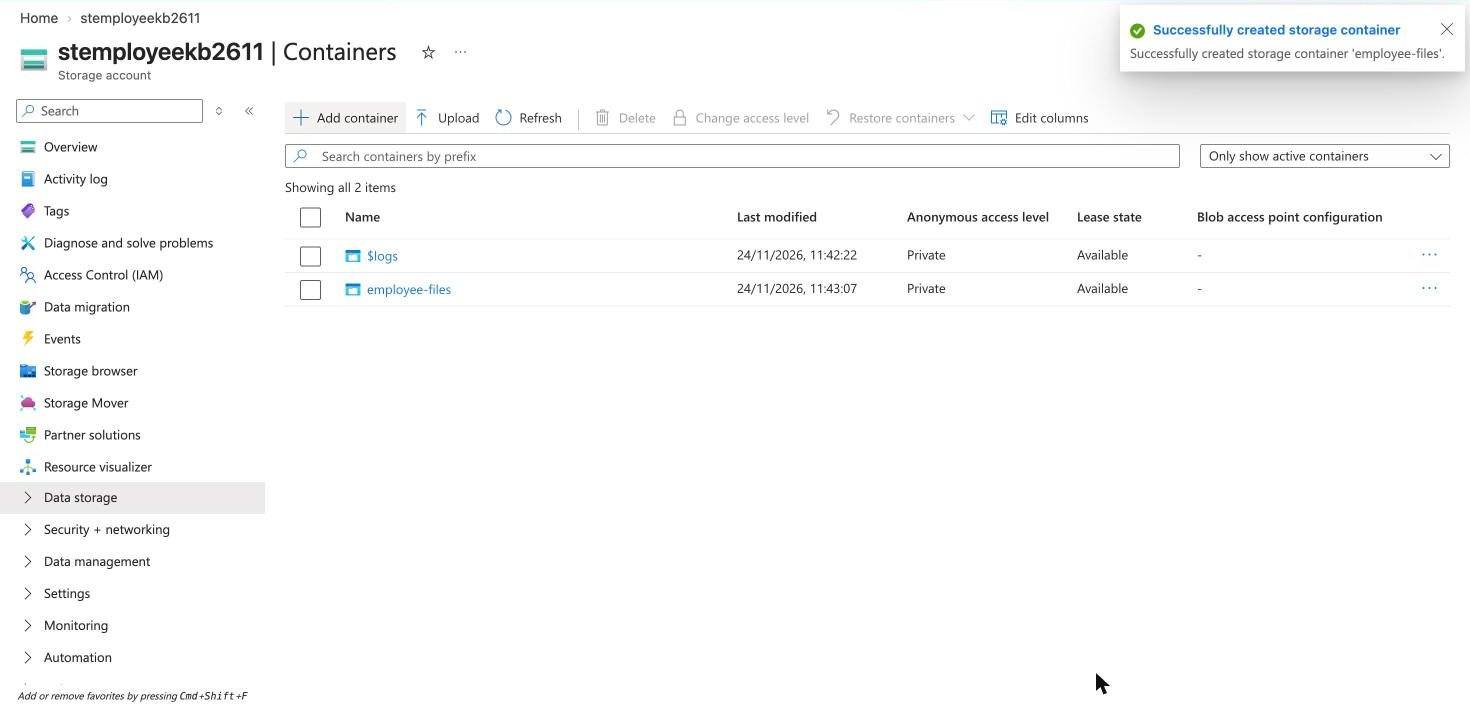 Home › stemployeekb2611
stemployeekb2611 | Containers
Storage account
Successfully created storage container
Successfully created storage container 'employee-files'.
Search
Overview
Activity log
Tags
Diagnose and solve problems
Access Control (IAM)
Data migration
Events
Storage browser
Storage Mover
Partner solutions
Resource visualizer
Data storage
Security + networking
Data management
Settings
Monitoring
Automation
Add or remove favorites by pressing Cmd+Shift+F
Add container Upload Refresh Delete Change access level Restore containers Edit columns
Search containers by prefix Only show active containers
Showing all 2 items
Name Last modified Anonymous access level Lease state Blob access point configuration
$logs 24/11/2026, 11:42:22 Private Available -
employee-files 24/11/2026, 11:43:07 Private Available -